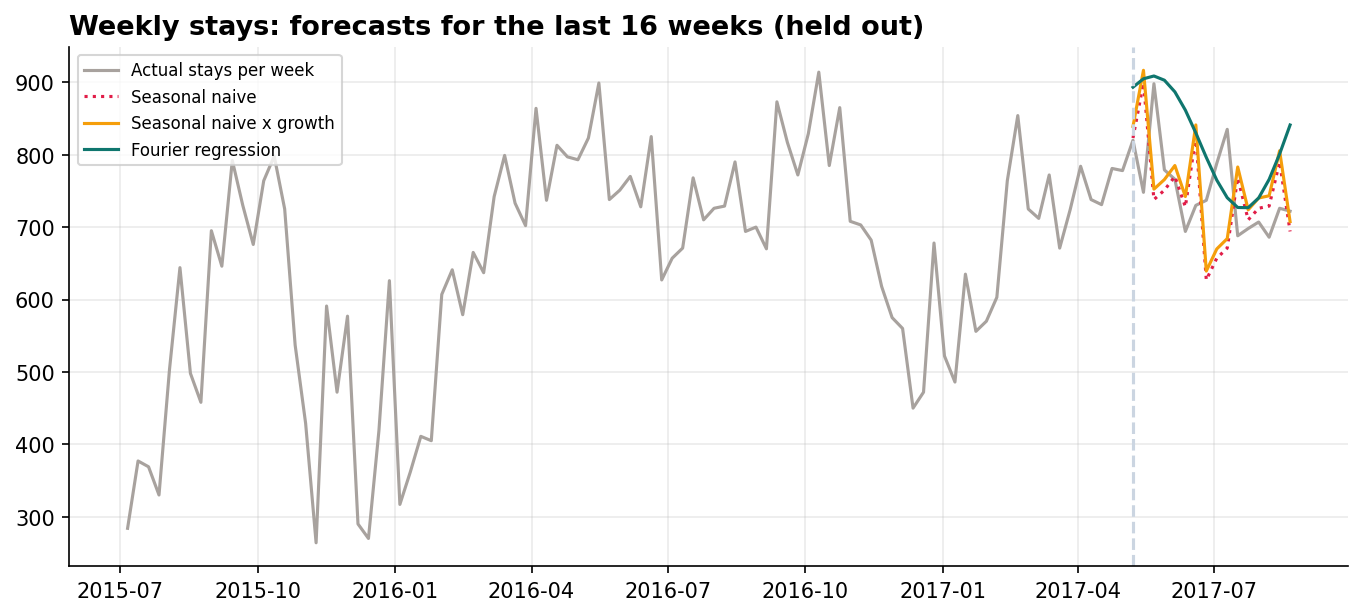 Weekly stays: forecasts for the last 16 weeks (held out)
Actual stays per week
Seasonal naive
Seasonal naive x growth
Fourier regression
900
800
700
600
500
400
300
2015-07 2015-10 2016-01 2016-04 2016-07 2016-10 2017-01 2017-04 2017-07